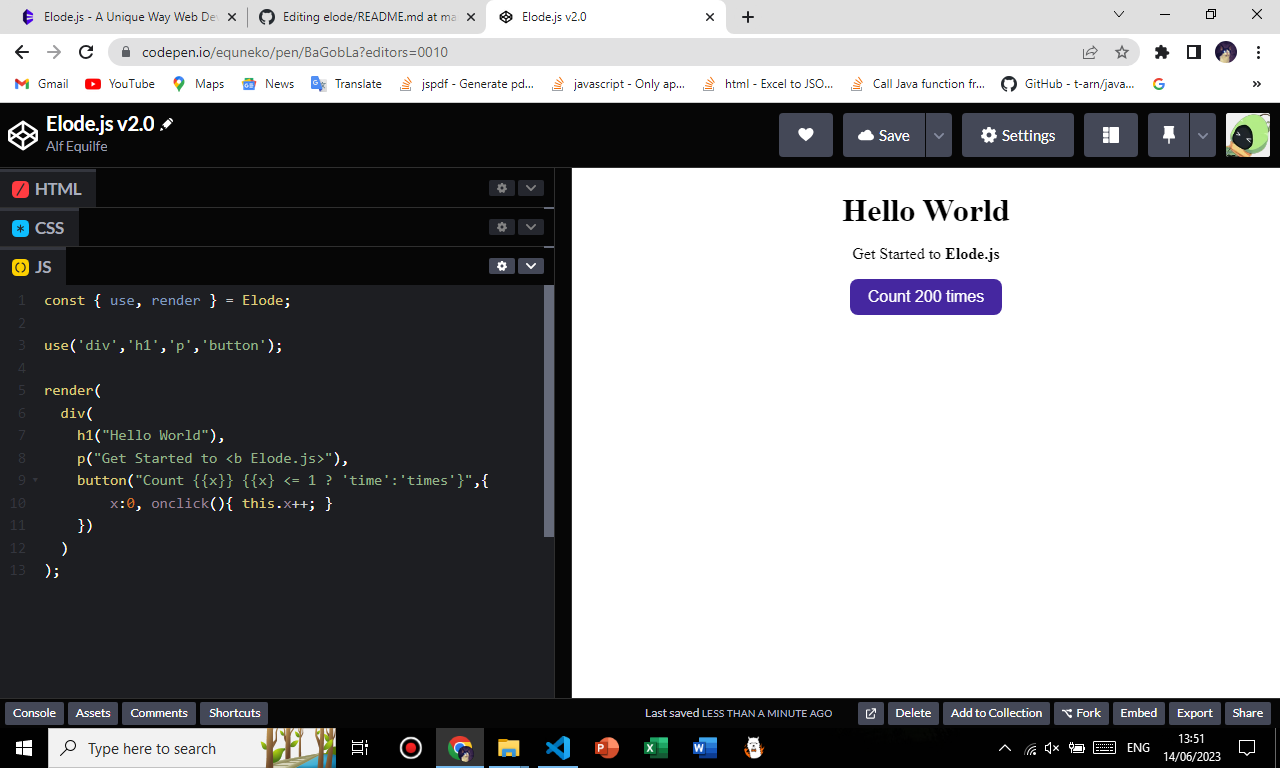 Elode.js - A Unique Way Web De
Editing elode/README.md at ma
Elode.js v2.0
codepen.io/equneko/pen/BaGobLa?editors=0010
Gmail
YouTube
Maps
News
Translate
jspdf - Generate pd...
javascript - Only ap...
html - Excel to JSO...
Call Java function fr...
GitHub - t-arn/java...
»
Elode.js v2.0
Alf Equilfe
Save
Settings
HTML
CSS
JS
1 const { use, render } = Elode;
2
3 use('div','h1','p','button');
4
5 render(
6 div(
7 h1("Hello World"),
8 p("Get Started to <b Elode.js>"),
9 button("Count {{x}} {{x} <= 1 ? 'time':'times'}",{
10 x:0, onclick(){ this.x++; }
11 })
12 )
13 );
Hello World
Get Started to Elode.js
Count 200 times
Console
Assets
Comments
Shortcuts
Last saved LESS THAN A MINUTE AGO
Delete
Add to Collection
Fork
Embed
Export
Share
Type here to search
ENG
13:51
14/06/2023